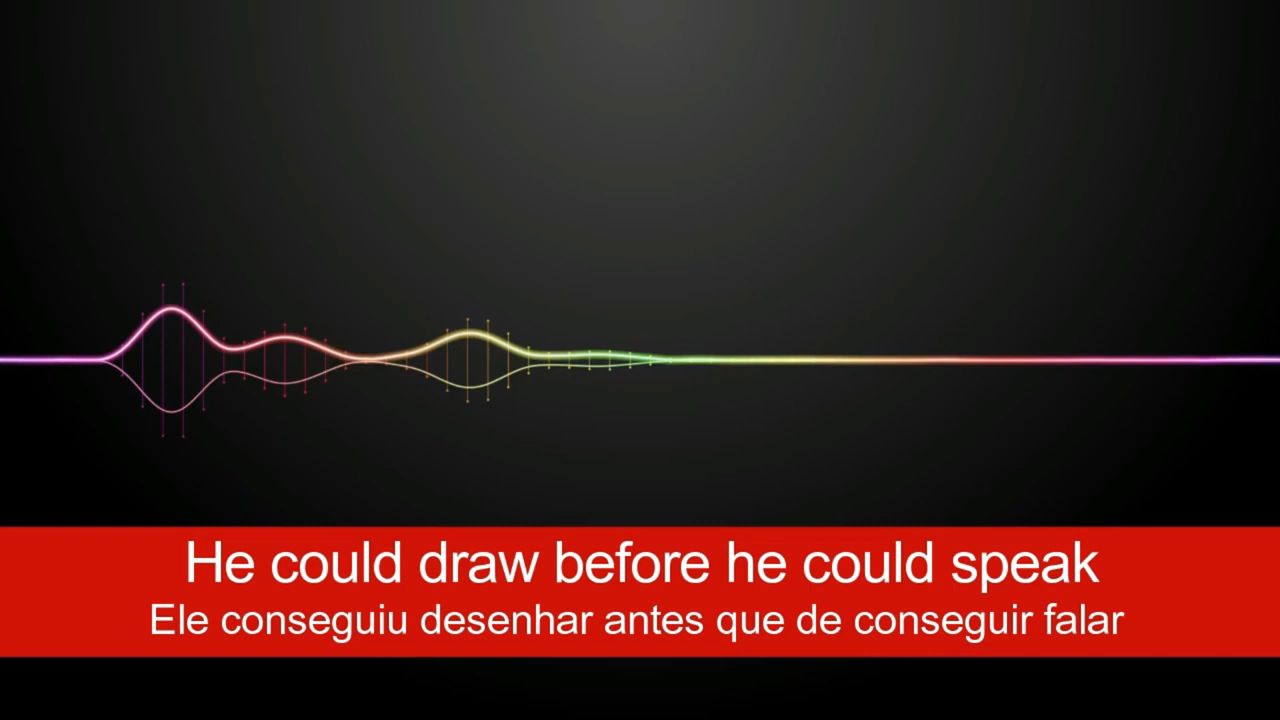 He could draw before he could speak
Ele conseguiu desenhar antes que de conseguir falar